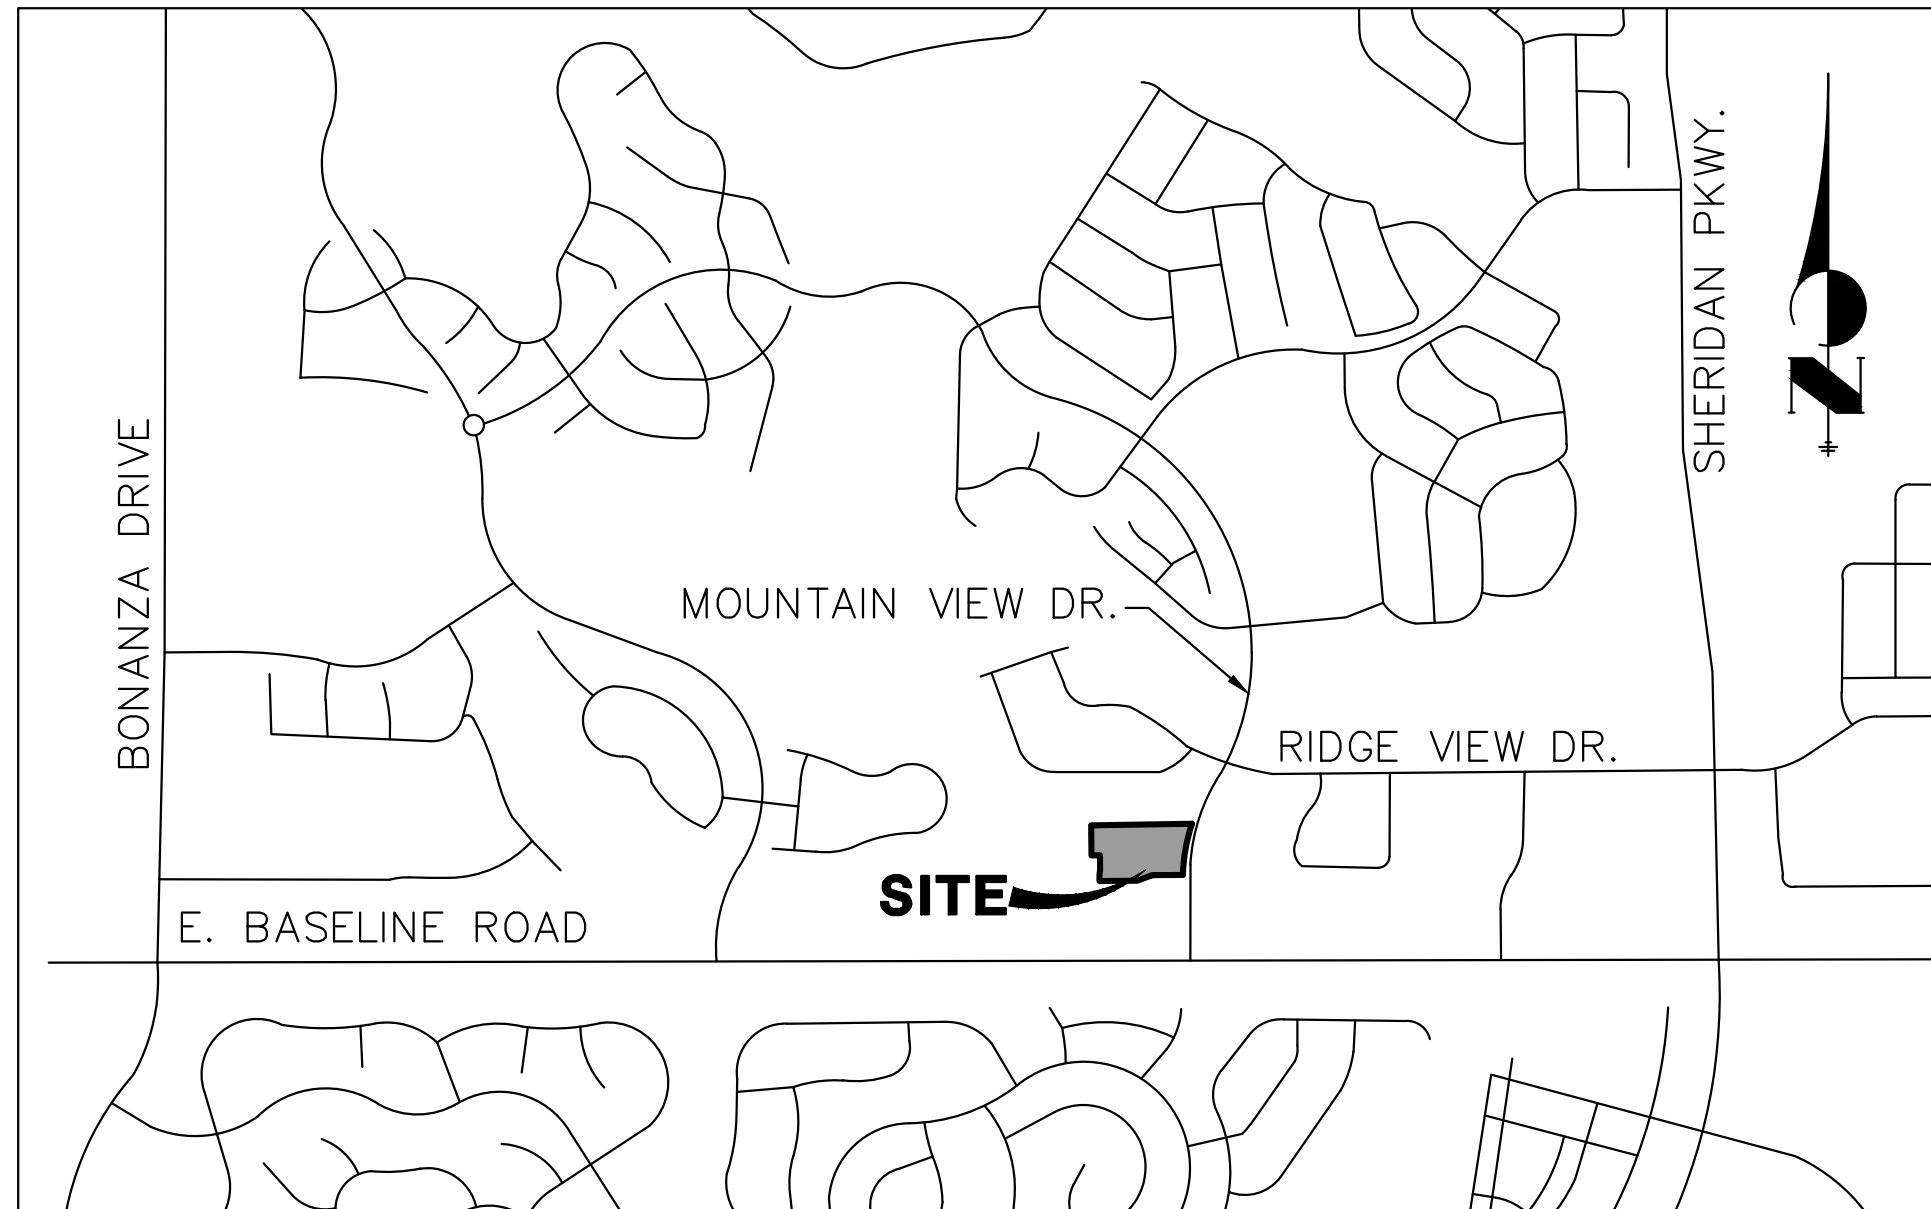 SHERIDAN PKWY.
N
BONANZA DRIVE
MOUNTAIN VIEW DR.
RIDGE VIEW DR.
SITE
E. BASELINE ROAD